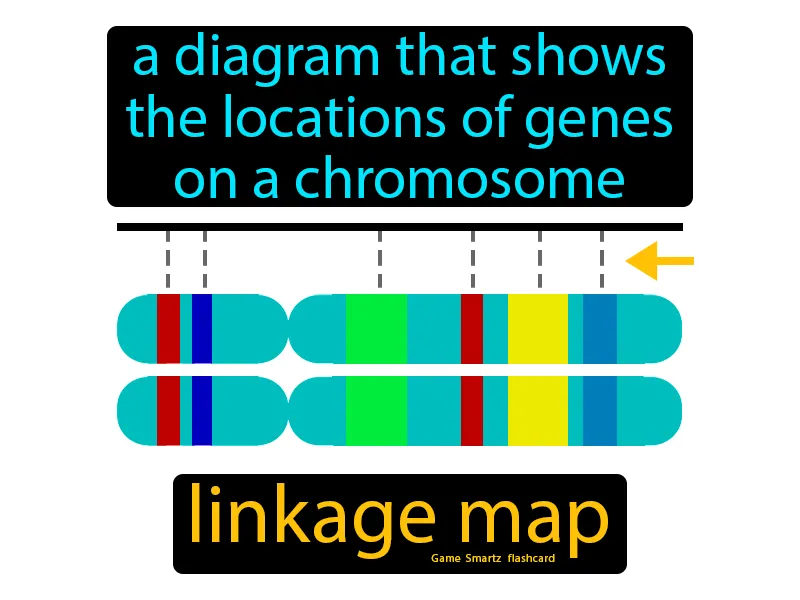 a diagram that shows
the locations of genes
on a chromosome
linkage map
Game Smartz flashcard